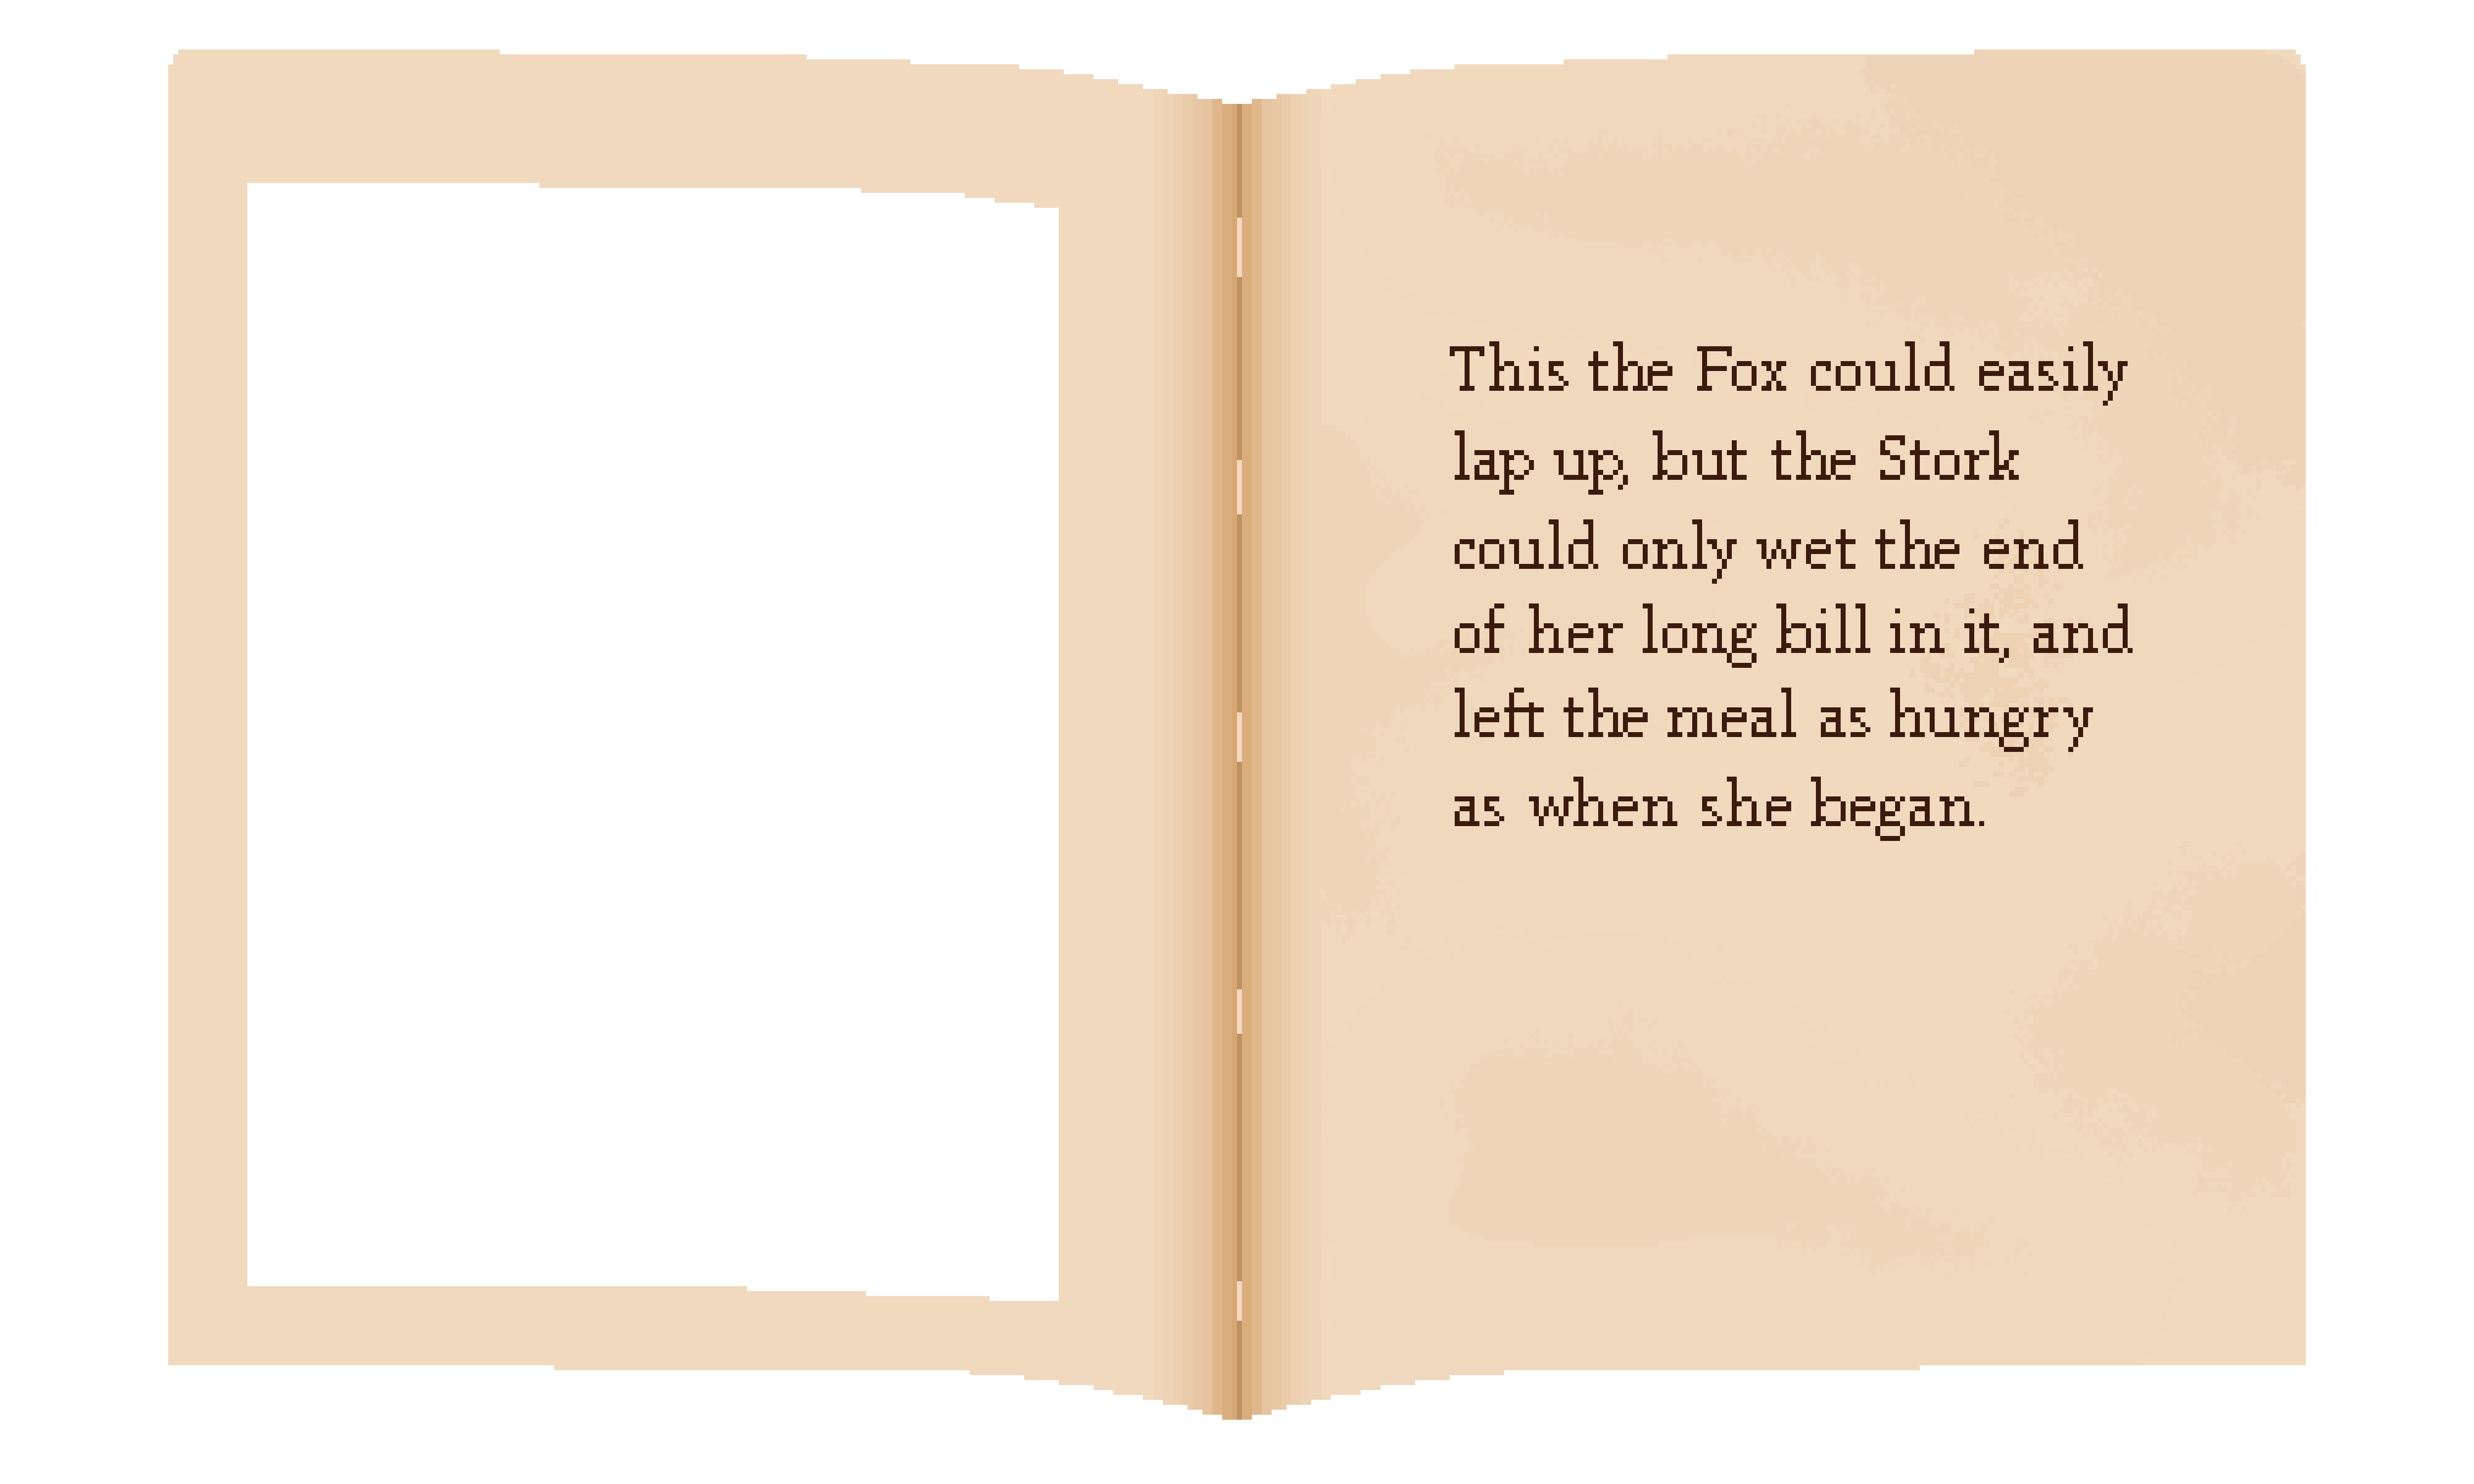 This the Fox could easily
lap up, but the Stork
could only wet the end
of her long bill in it, and
left the meal as hungry
as when she began.